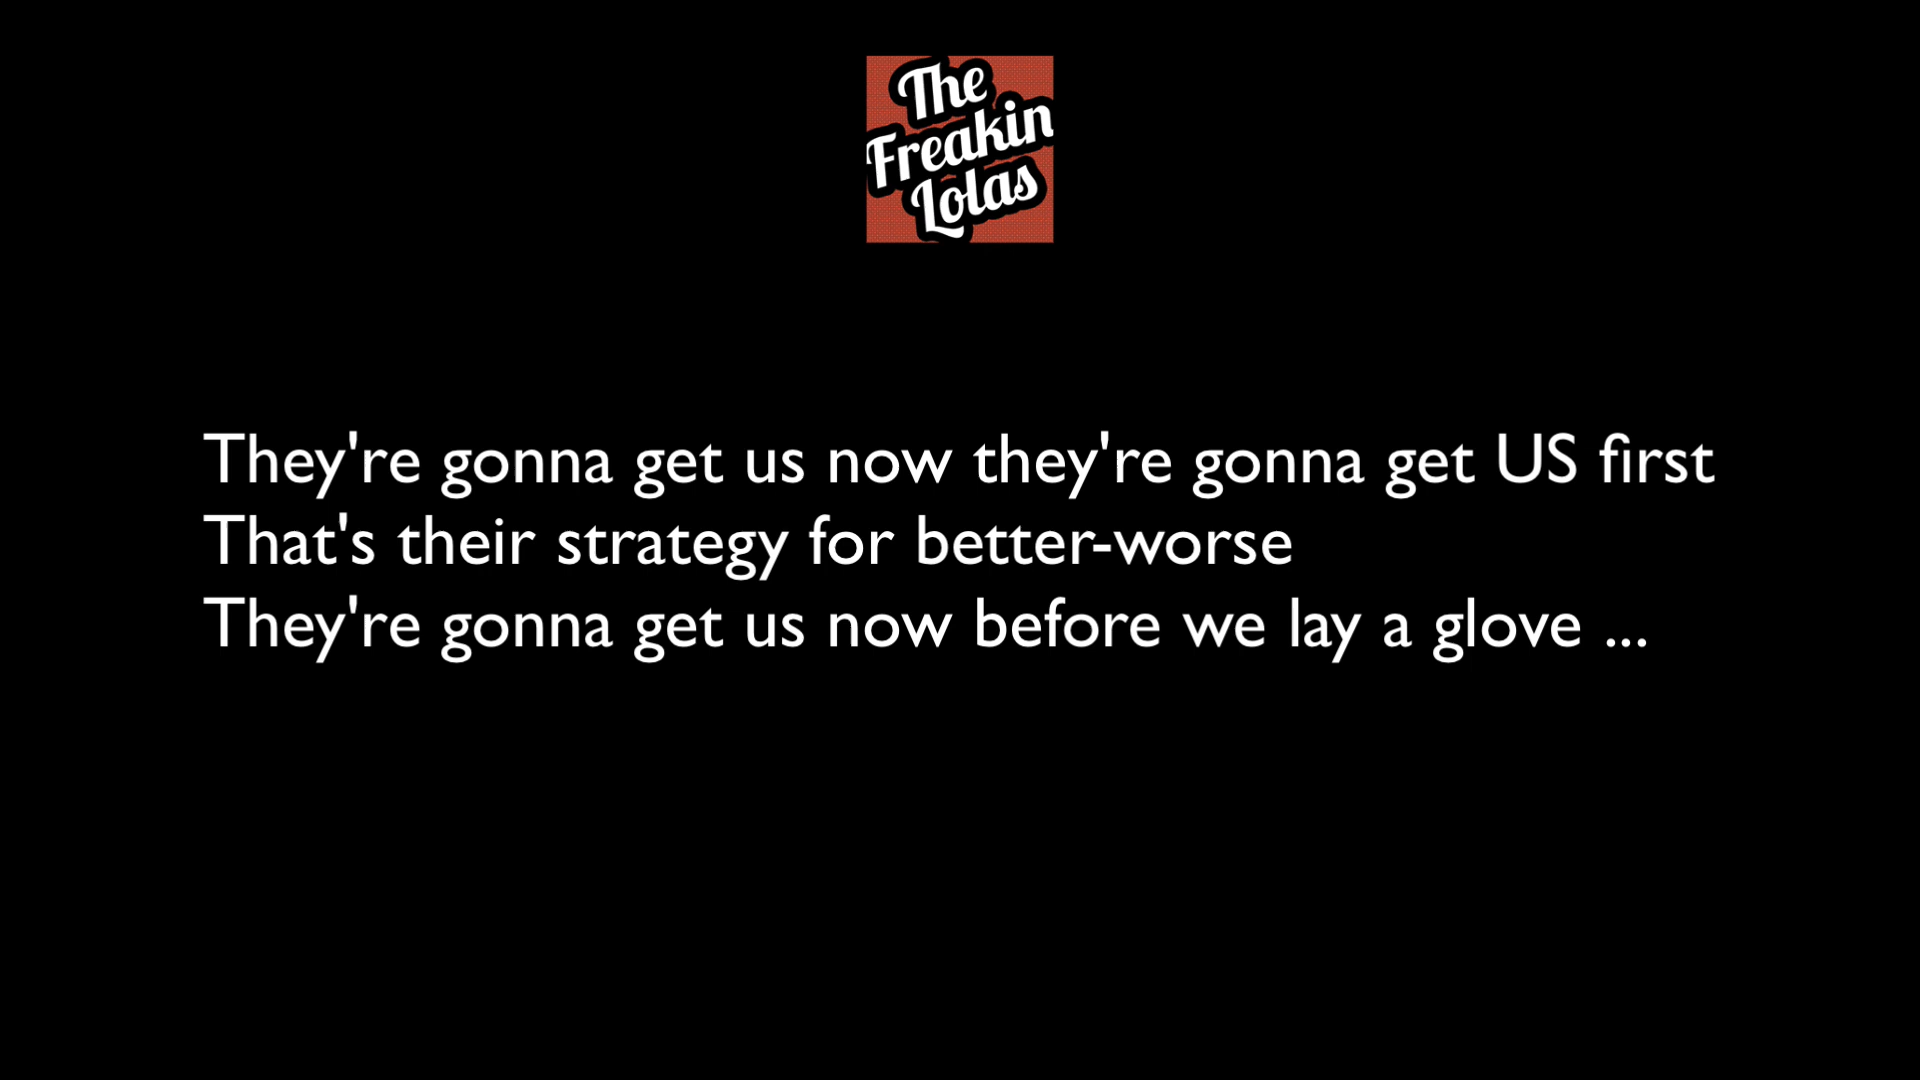 The
Freakin
Lolas
They're gonna get us now they're gonna get US first
That's their strategy for better-worse
They're gonna get us now before we lay a glove ...